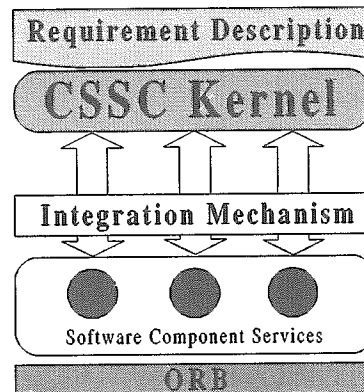 Requirement Description
CSSC Kernel
Integration Mechanism
Software Component Services
ORB